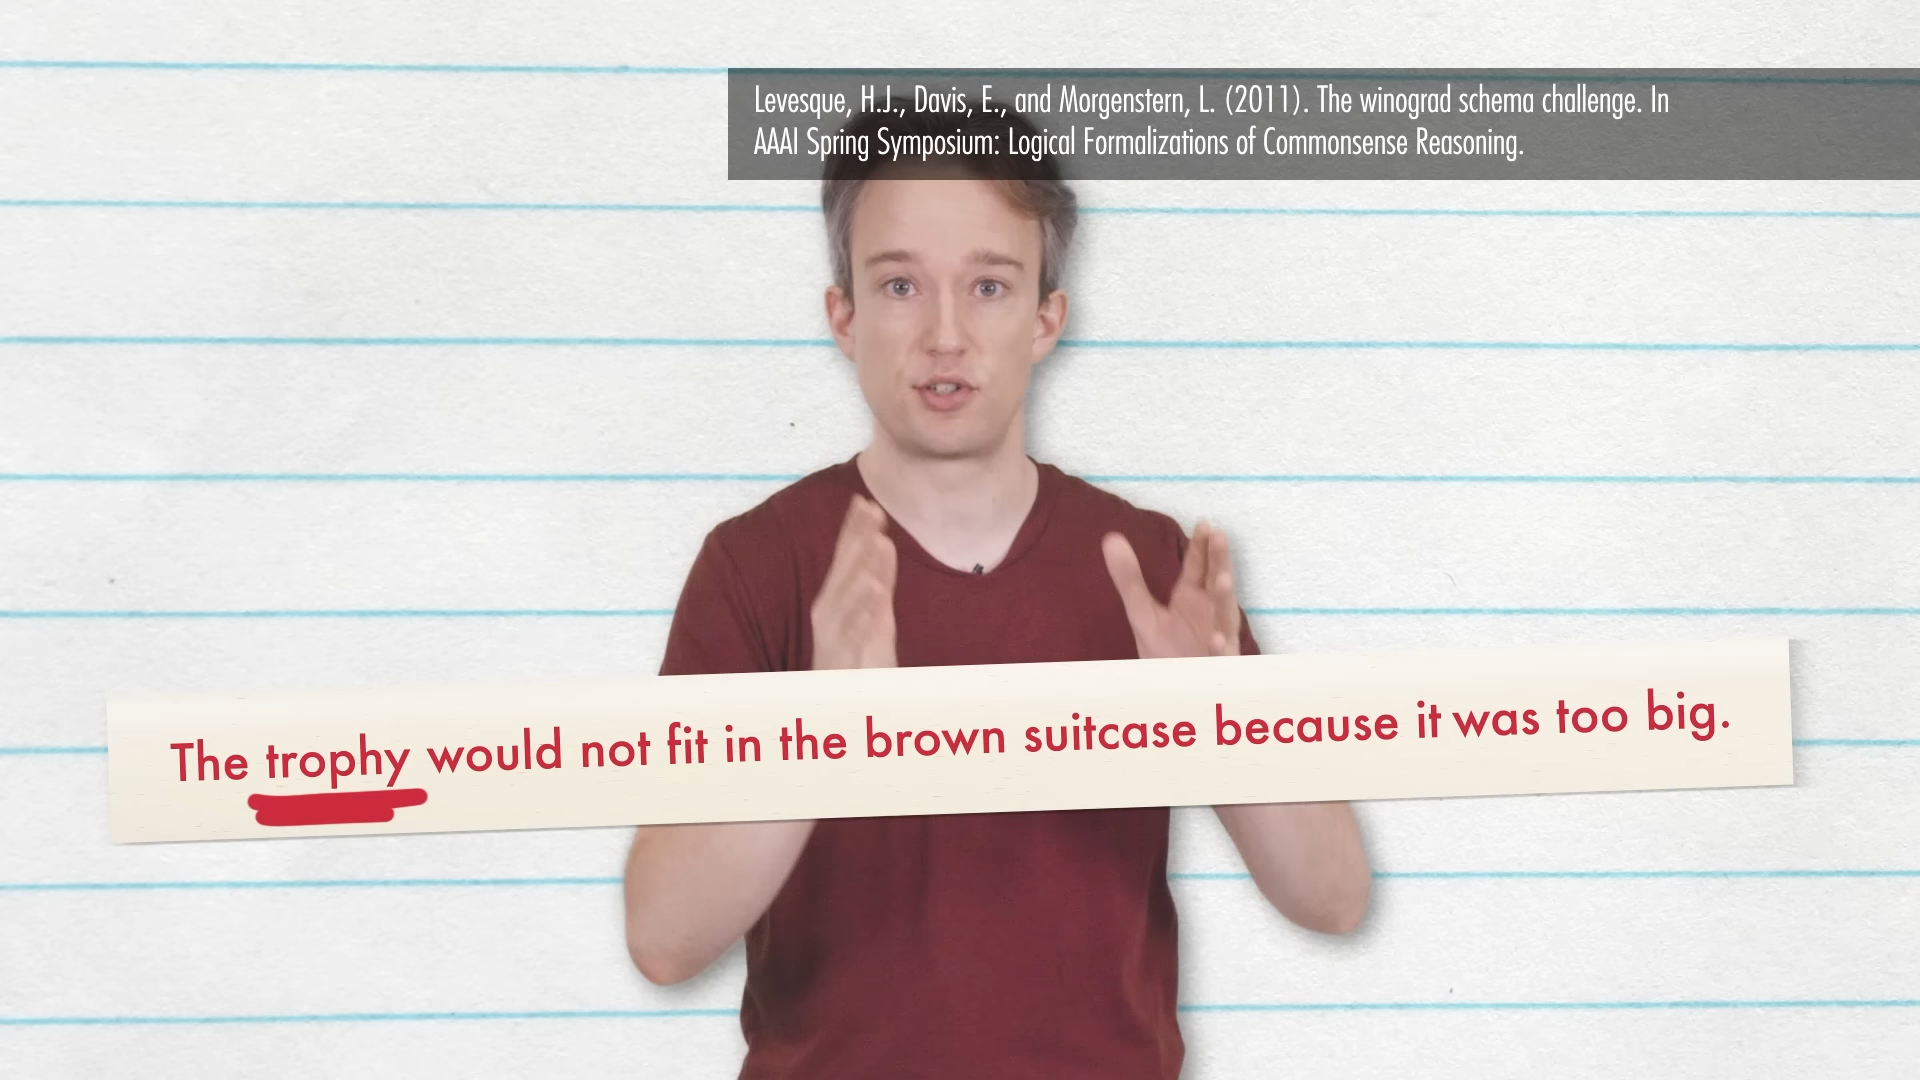 Levesque, H.J., Davis, E., and Morgenstern, L. (2011). The winograd schema challenge. In
AAAI Spring Symposium: Logical Formalizations of Commonsense Reasoning.
The trophy would not fit in the brown suitcase because it was too big.